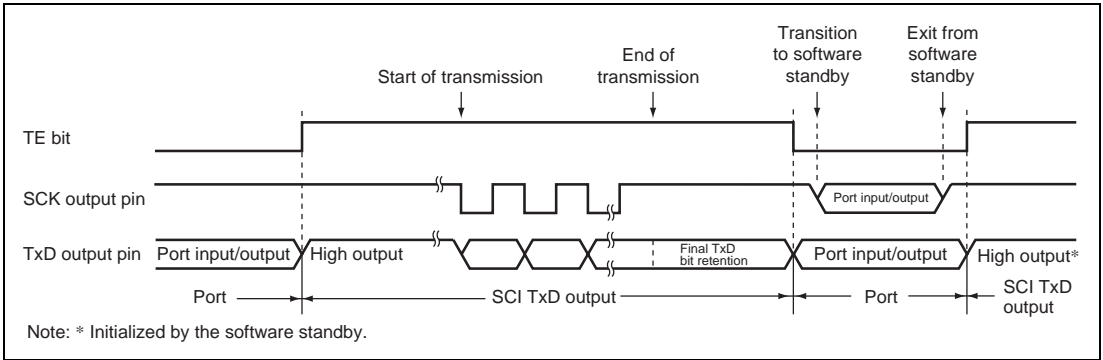 Transition
to software
standby
Exit from
software
standby
End of
transmission
Start of transmission
TE bit
SCK output pin
Port input/output
TxD output pin
Port input/output
High output
Final TxD
bit retention
Port input/output
High output*
Port
SCI TxD output
Port
SCI TxD
output
Note: * Initialized by the software standby.